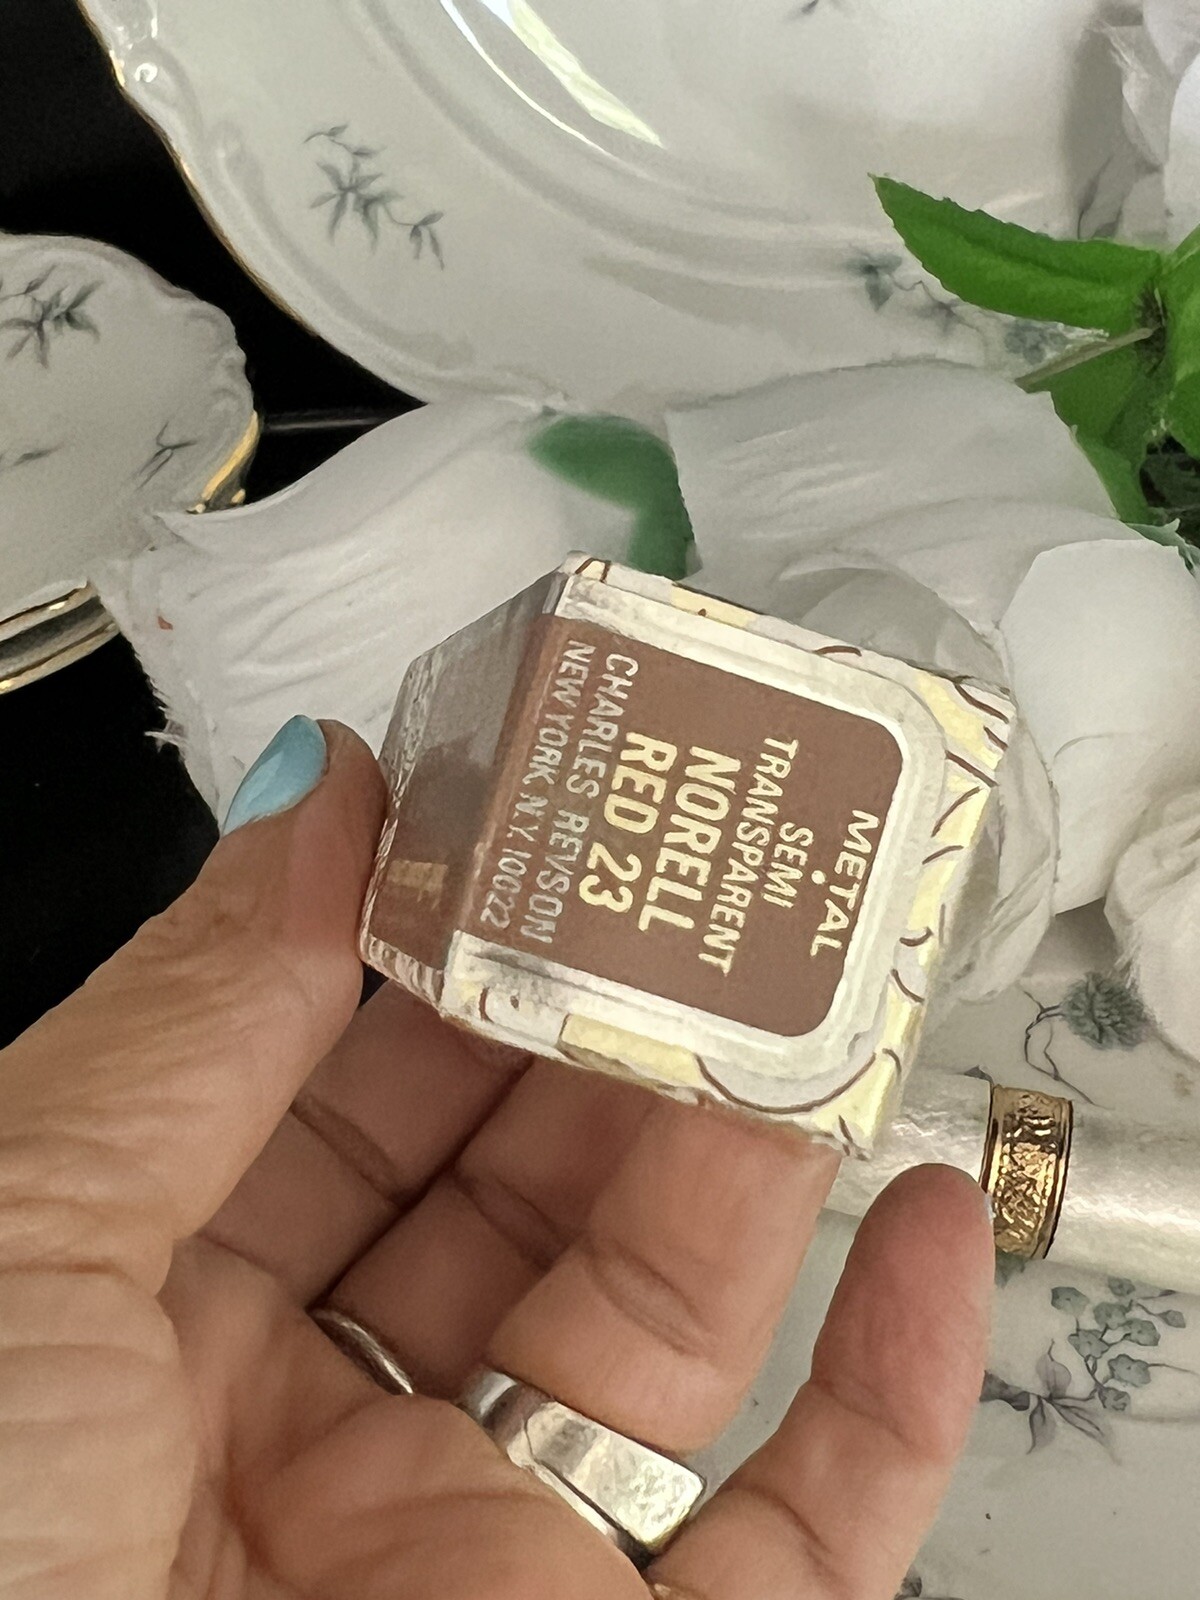 METAL
SEMI
TRANSPARENT
NORELL
RED 23
CHARLES REVSON
NEW YORK N.Y. 10022